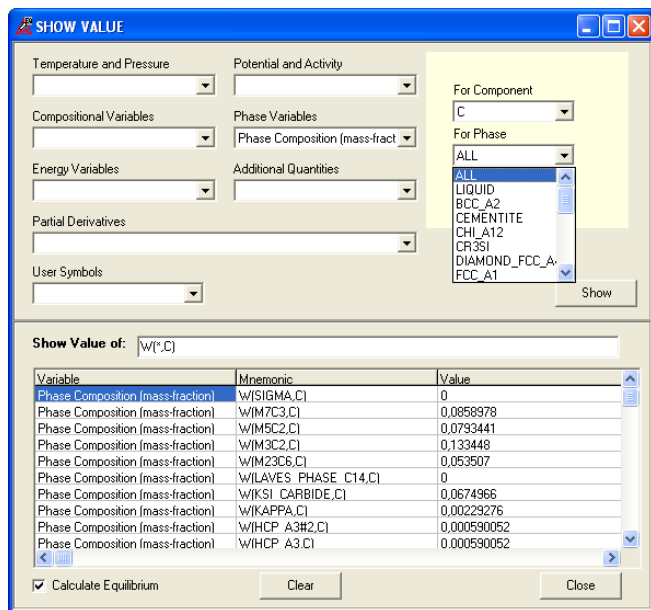 SHOW VALUE
Temperature and Pressure
Potential and Activity
For Component
C
Compositional Variables
Phase Variables
Phase Composition (mass-fract
For Phase
ALL
ALL
LIQUID
BCC_A2
CEMENTITE
CHI_A12
CR3SI
DIAMOND_FCC_A
FCC_A1
Energy Variables
Additional Quantities
Partial Derivatives
User Symbols
Show
Show Value of: W(*,C)
Variable Mnemonic Value
Phase Composition (mass-fraction) W(SIGMA,C) 0
Phase Composition (mass-fraction) W(M7C3,C) 0,0858978
Phase Composition (mass-fraction) W(M5C2,C) 0,0793441
Phase Composition (mass-fraction) W(M3C2,C) 0,133448
Phase Composition (mass-fraction) W(M23C6,C) 0,053507
Phase Composition (mass-fraction) W(LAVES_PHASE_C14,C) 0
Phase Composition (mass-fraction) W(KSI_CARBIDE,C) 0,0674966
Phase Composition (mass-fraction) W(KAPPA,C) 0,00229276
Phase Composition (mass-fraction) W(HCP_A3#2,C) 0,000590052
Phase Composition (mass-fraction) W(HCP_A3,C) 0,000590052
Calculate Equilibrium
Clear
Close